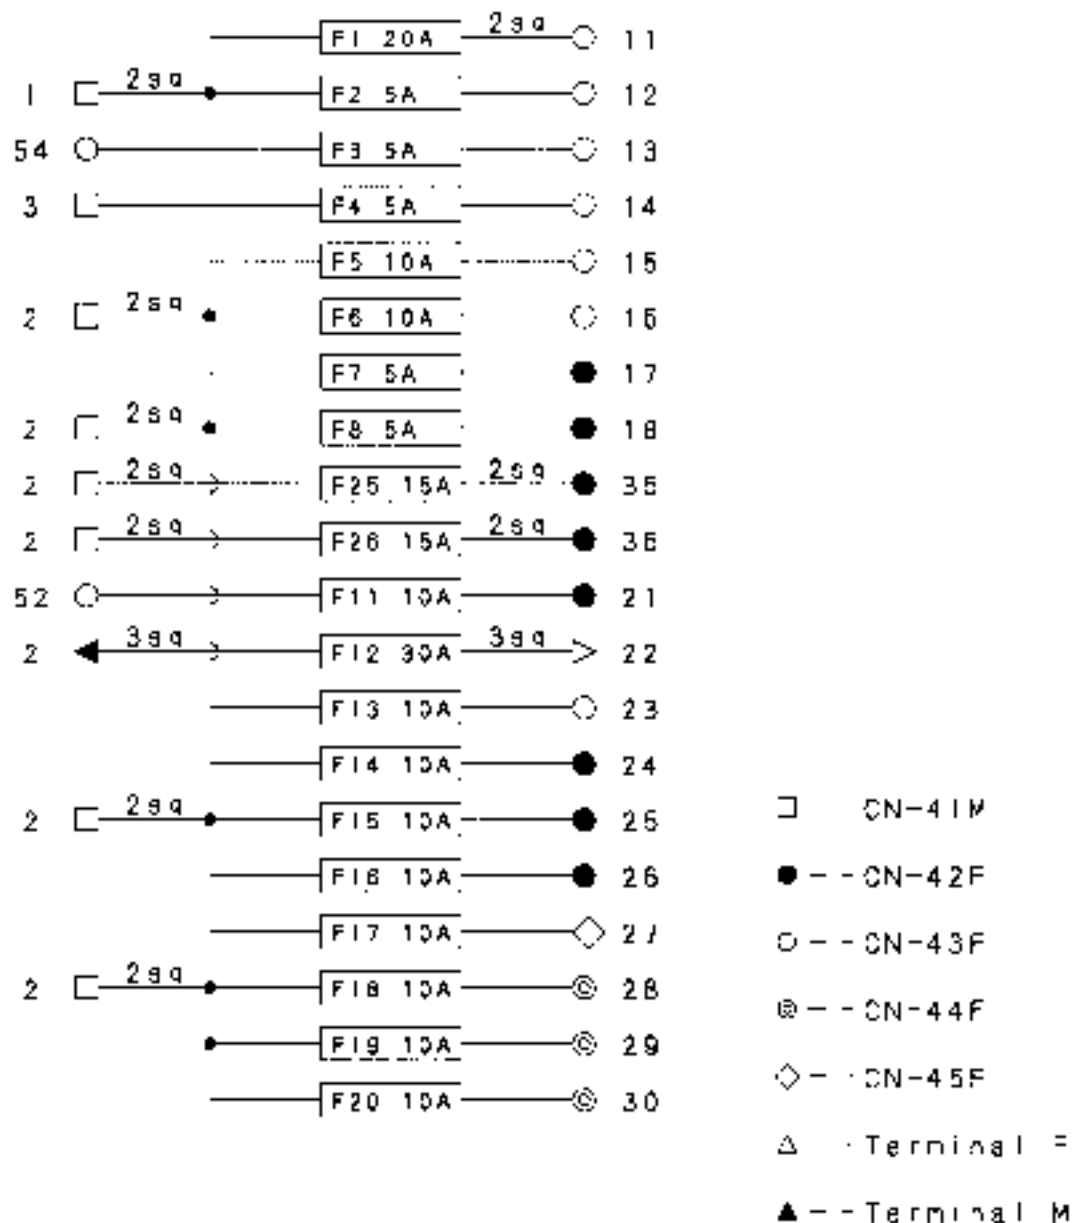 F1 20A 2sq 11
1 2sq F2 5A 12
54 F3 5A 13
3 F4 5A 14
F5 10A 15
2 2sq F6 10A 16
F7 5A 17
2 2sq F8 5A 18
2 2sq F25 15A 2sq 35
2 2sq F26 15A 2sq 36
52 F11 10A 21
2 3sq F12 30A 3sq 22
F13 10A 23
F14 10A 24
2 2sq F15 10A 25
F16 10A 26
F17 10A 27
2 2sq F18 10A 28
F19 10A 29
F20 10A 30
CN-41M
CN-42F
CN-43F
CN-44F
CN-45F
Terminal F
Terminal M